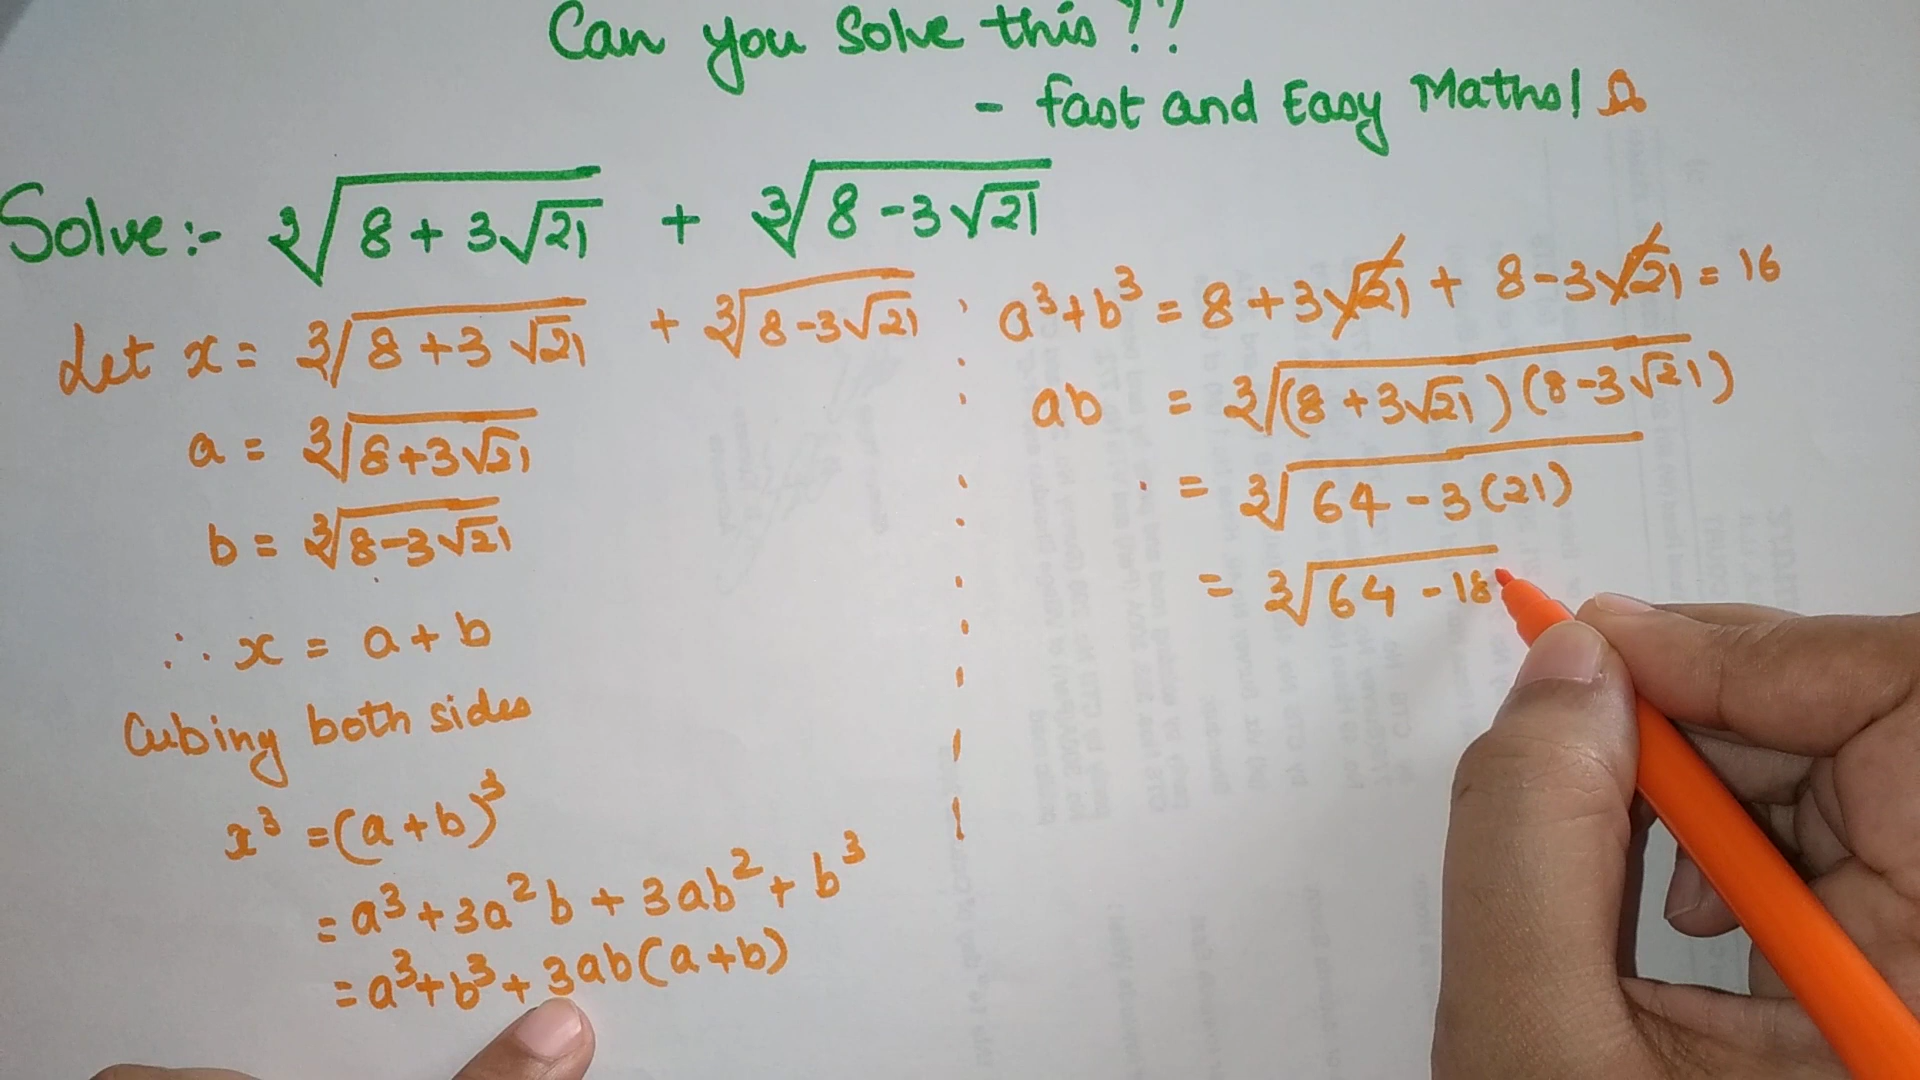 Can you Solve this??
- Fast and Easy Maths!
Solve:- ∛(8+3√21) + ∛(8-3√21)
Let x = ∛(8+3√21) + ∛(8-3√21)
a = ∛(8+3√21)
b = ∛(8-3√21)
∴ x = a+b
Cubing both sides
x³ = (a+b)³
= a³+3a²b+3ab²+b³
= a³+b³+3ab(a+b)
a³+b³ = 8+3√21+8-3√21 = 16
ab = ∛((8+3√21)(8-3√21))
= ∛(64-3(21))
= ∛(64-18